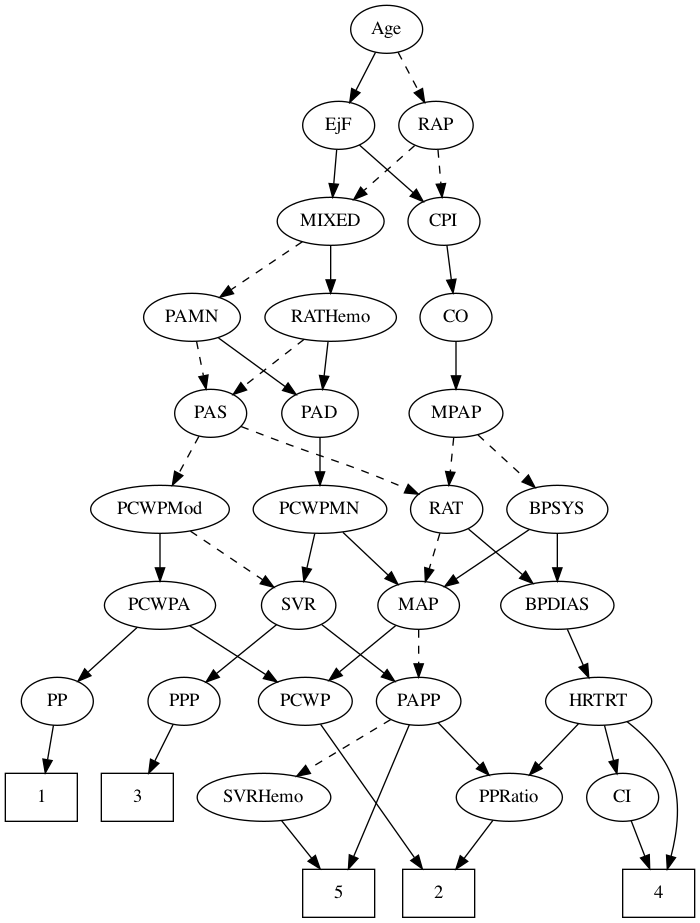 Age
EjF RAP
MIXED CPI
PAMN RATHemo CO
PAS PAD MPAP
PCWPMod PCWPMN RAT BPSYS
PCWPA SVR MAP BPDIAS
PP PPP PCWP PAPP HRTRT
1 3 SVRHemo PPRatio CI
5 2 4